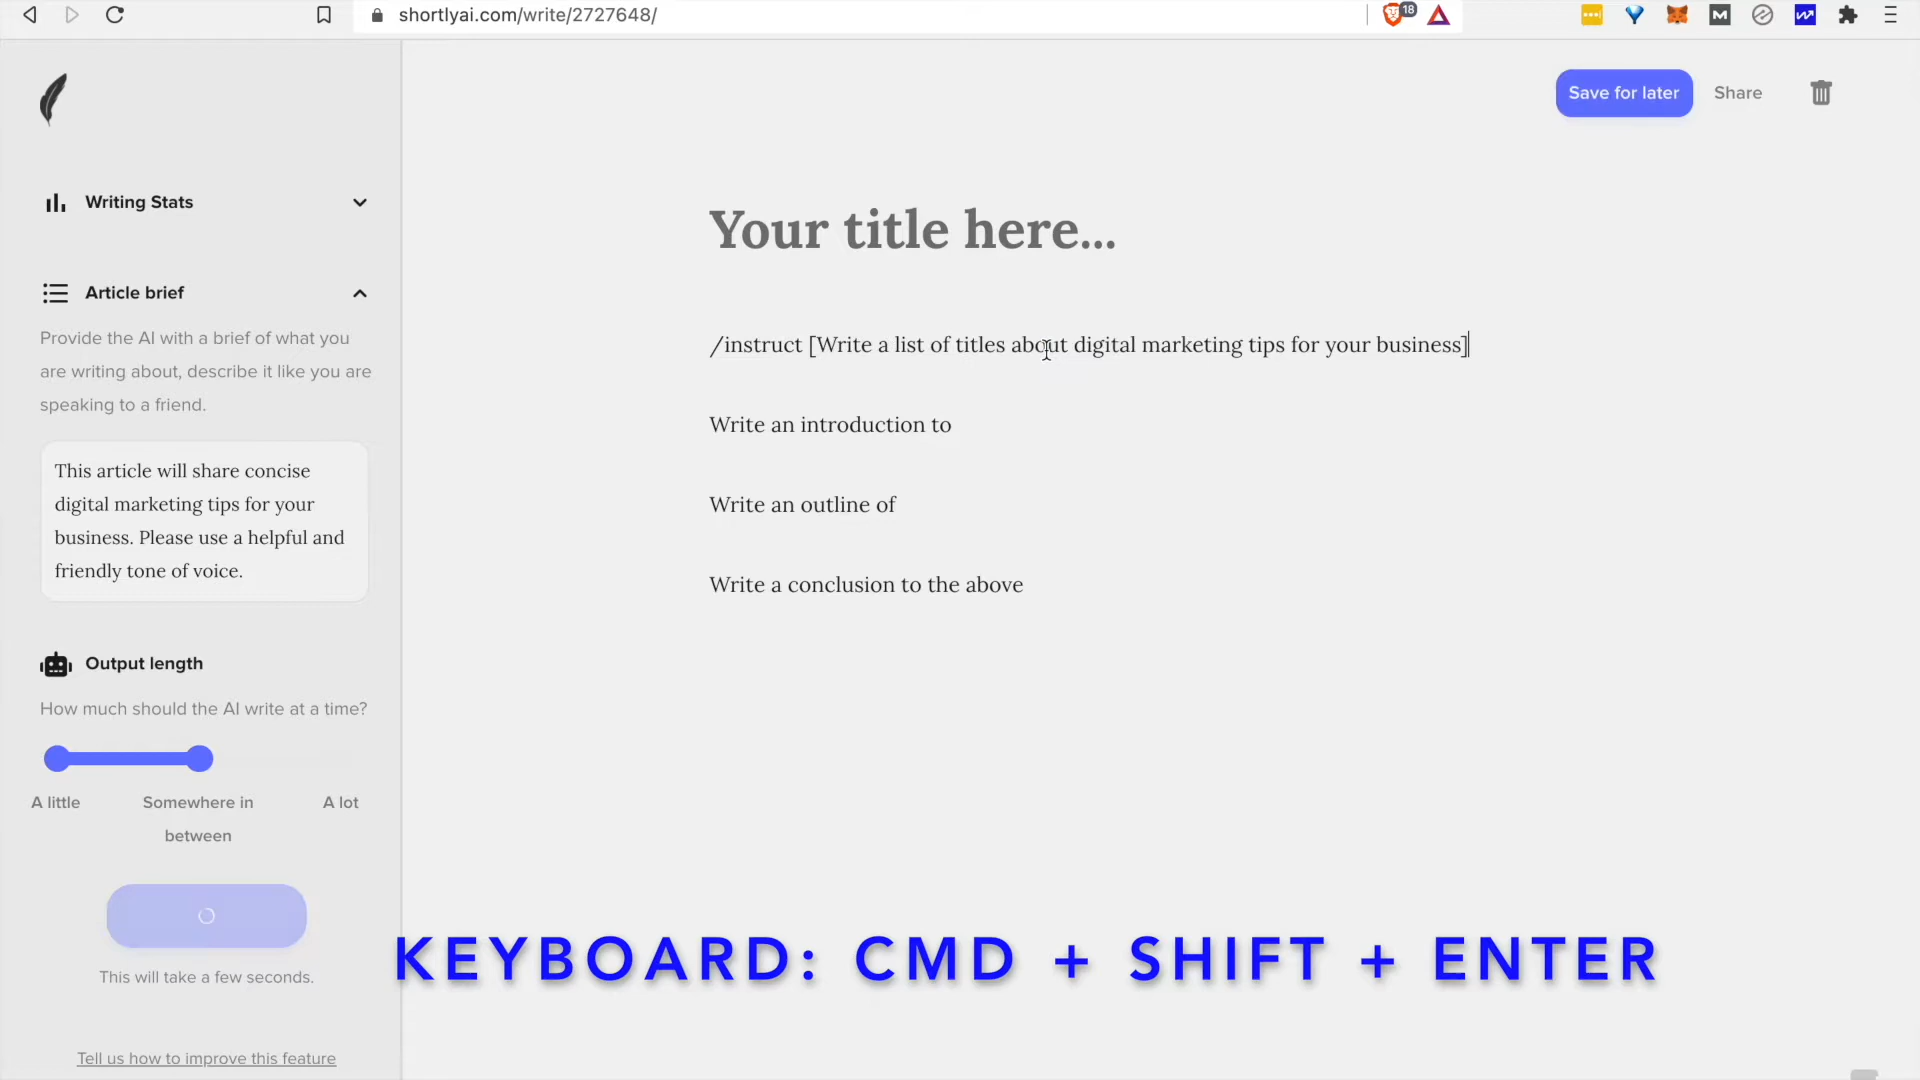 shortlyai.com/write/2727648/
18
Save for later
Share
Writing Stats
Your title here...
Article brief
Provide the AI with a brief of what you
are writing about, describe it like you are
speaking to a friend.
/instruct [Write a list of titles about digital marketing tips for your business]
Write an introduction to
This article will share concise
digital marketing tips for your
business. Please use a helpful and
friendly tone of voice.
Write an outline of
Write a conclusion to the above
Output length
How much should the AI write at a time?
A little
Somewhere in
between
A lot
KEYBOARD: CMD + SHIFT + ENTER
This will take a few seconds.
Tell us how to improve this feature